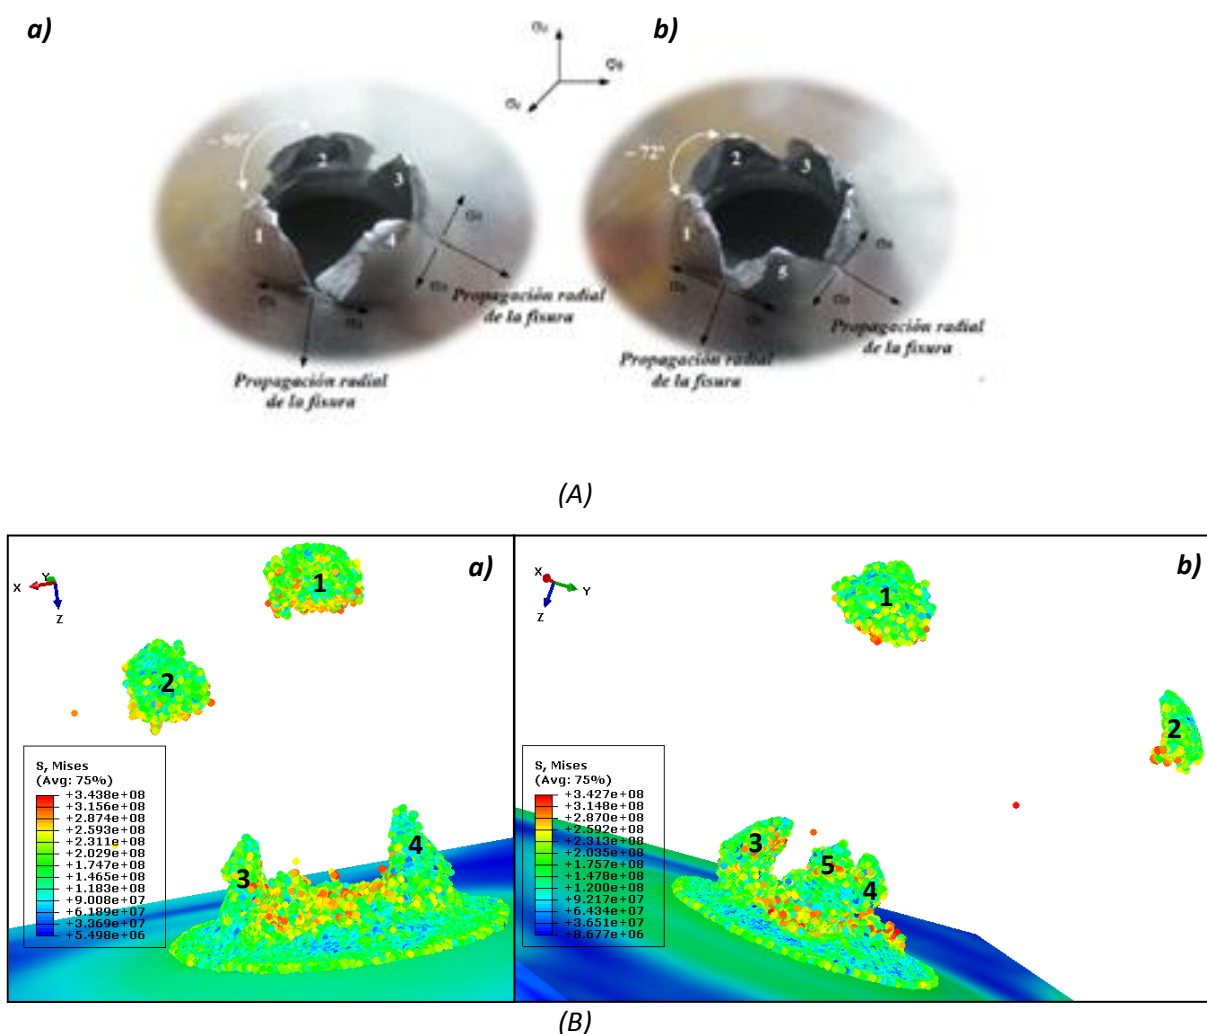 a)
b)
~ 90°
2
3
1
4
Propagación radial
de la fisura
Propagación radial
de la fisura
~ 72°
2
3
1
4
5
Propagación radial
de la fisura
Propagación radial
de la fisura
(A)
a)
X
Y
Z
1
2
3
4
S, Mises
(Avg: 75%)
+3.438e+08
+3.156e+08
+2.874e+08
+2.593e+08
+2.311e+08
+2.029e+08
+1.747e+08
+1.465e+08
+1.183e+08
+9.008e+07
+6.189e+07
+3.369e+07
+5.498e+06
b)
X
Y
Z
1
2
3
5
4
S, Mises
(Avg: 75%)
+3.427e+08
+3.148e+08
+2.870e+08
+2.592e+08
+2.313e+08
+2.035e+08
+1.757e+08
+1.478e+08
+1.200e+08
+9.217e+07
+6.434e+07
+3.651e+07
+8.677e+06
(B)